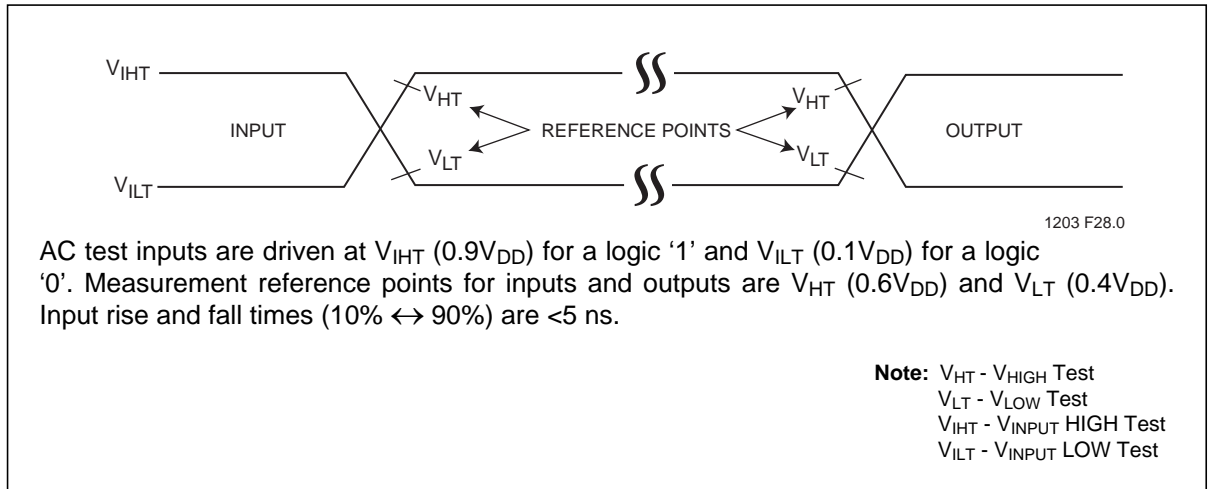 VIHT
VHT VHT
INPUT REFERENCE POINTS OUTPUT
VLT VLT
VILT
1203 F28.0
AC test inputs are driven at VIHT (0.9VDD) for a logic ‘1’ and VILT (0.1VDD) for a logic
‘0’. Measurement reference points for inputs and outputs are VHT (0.6VDD) and VLT (0.4VDD).
Input rise and fall times (10% ↔ 90%) are <5 ns.
Note: VHT - VHIGH Test
VLT - VLOW Test
VIHT - VINPUT HIGH Test
VILT - VINPUT LOW Test